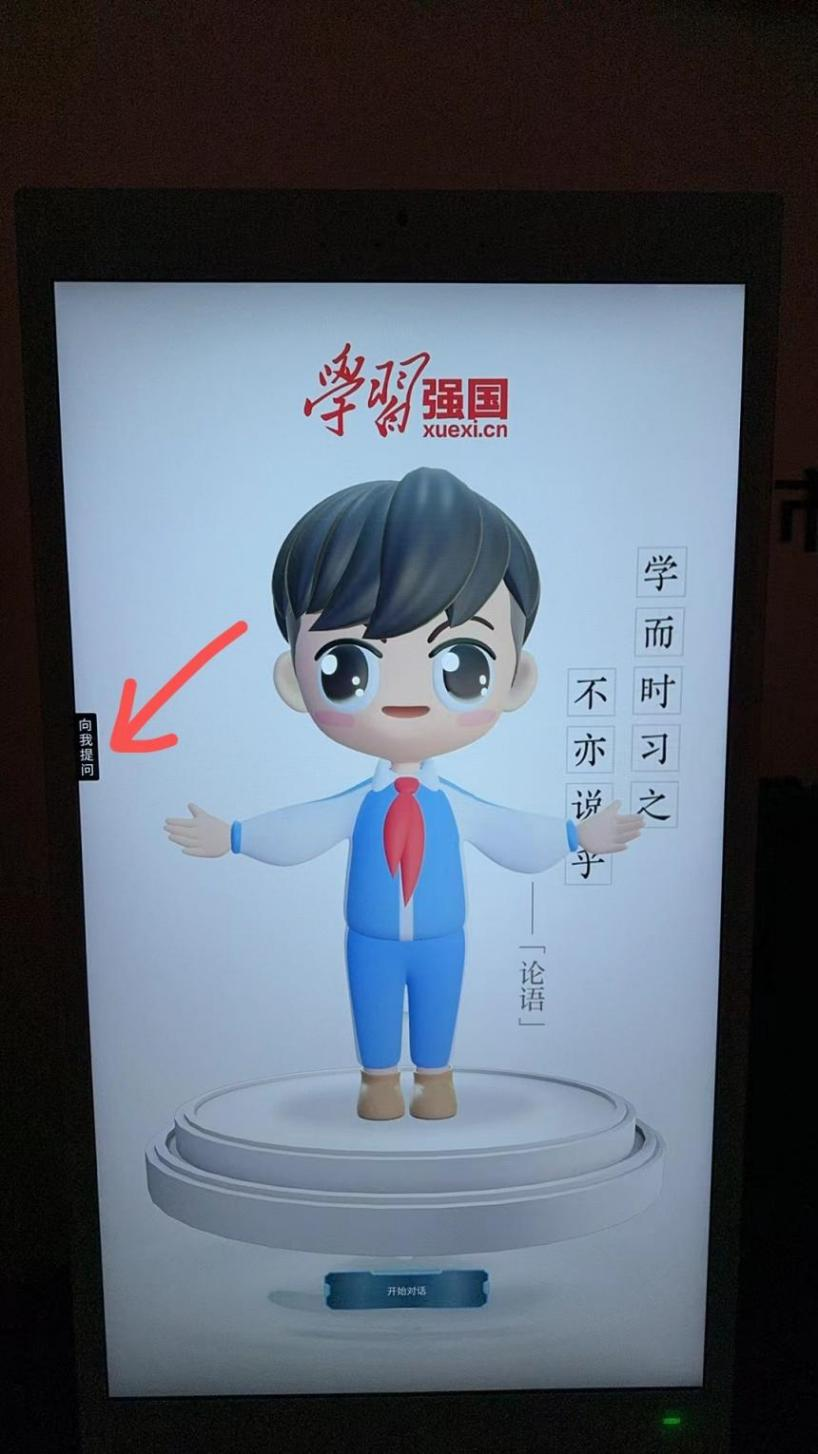 學習强国
xuexi.cn
学而时习之
不亦说乎
——「论语」
向我提问
开始对话